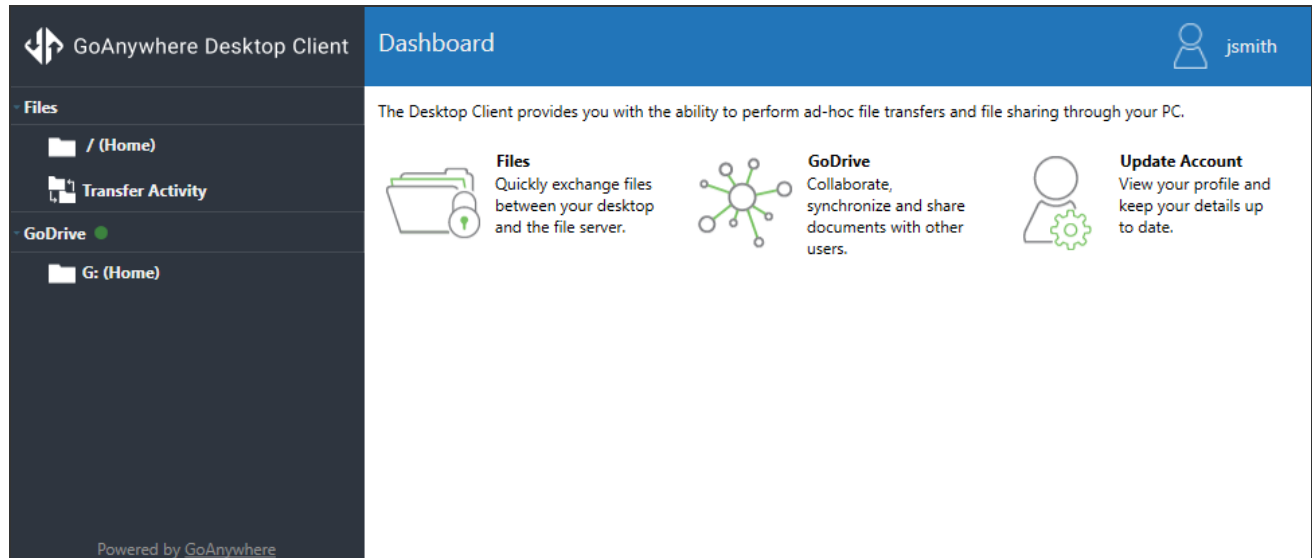 GoAnywhere Desktop Client
Files
/ (Home)
Transfer Activity
GoDrive
G: (Home)
Powered by GoAnywhere
Dashboard
jsmith
The Desktop Client provides you with the ability to perform ad-hoc file transfers and file sharing through your PC.
Files
Quickly exchange files
between your desktop
and the file server.
GoDrive
Collaborate,
synchronize and share
documents with other
users.
Update Account
View your profile and
keep your details up
to date.